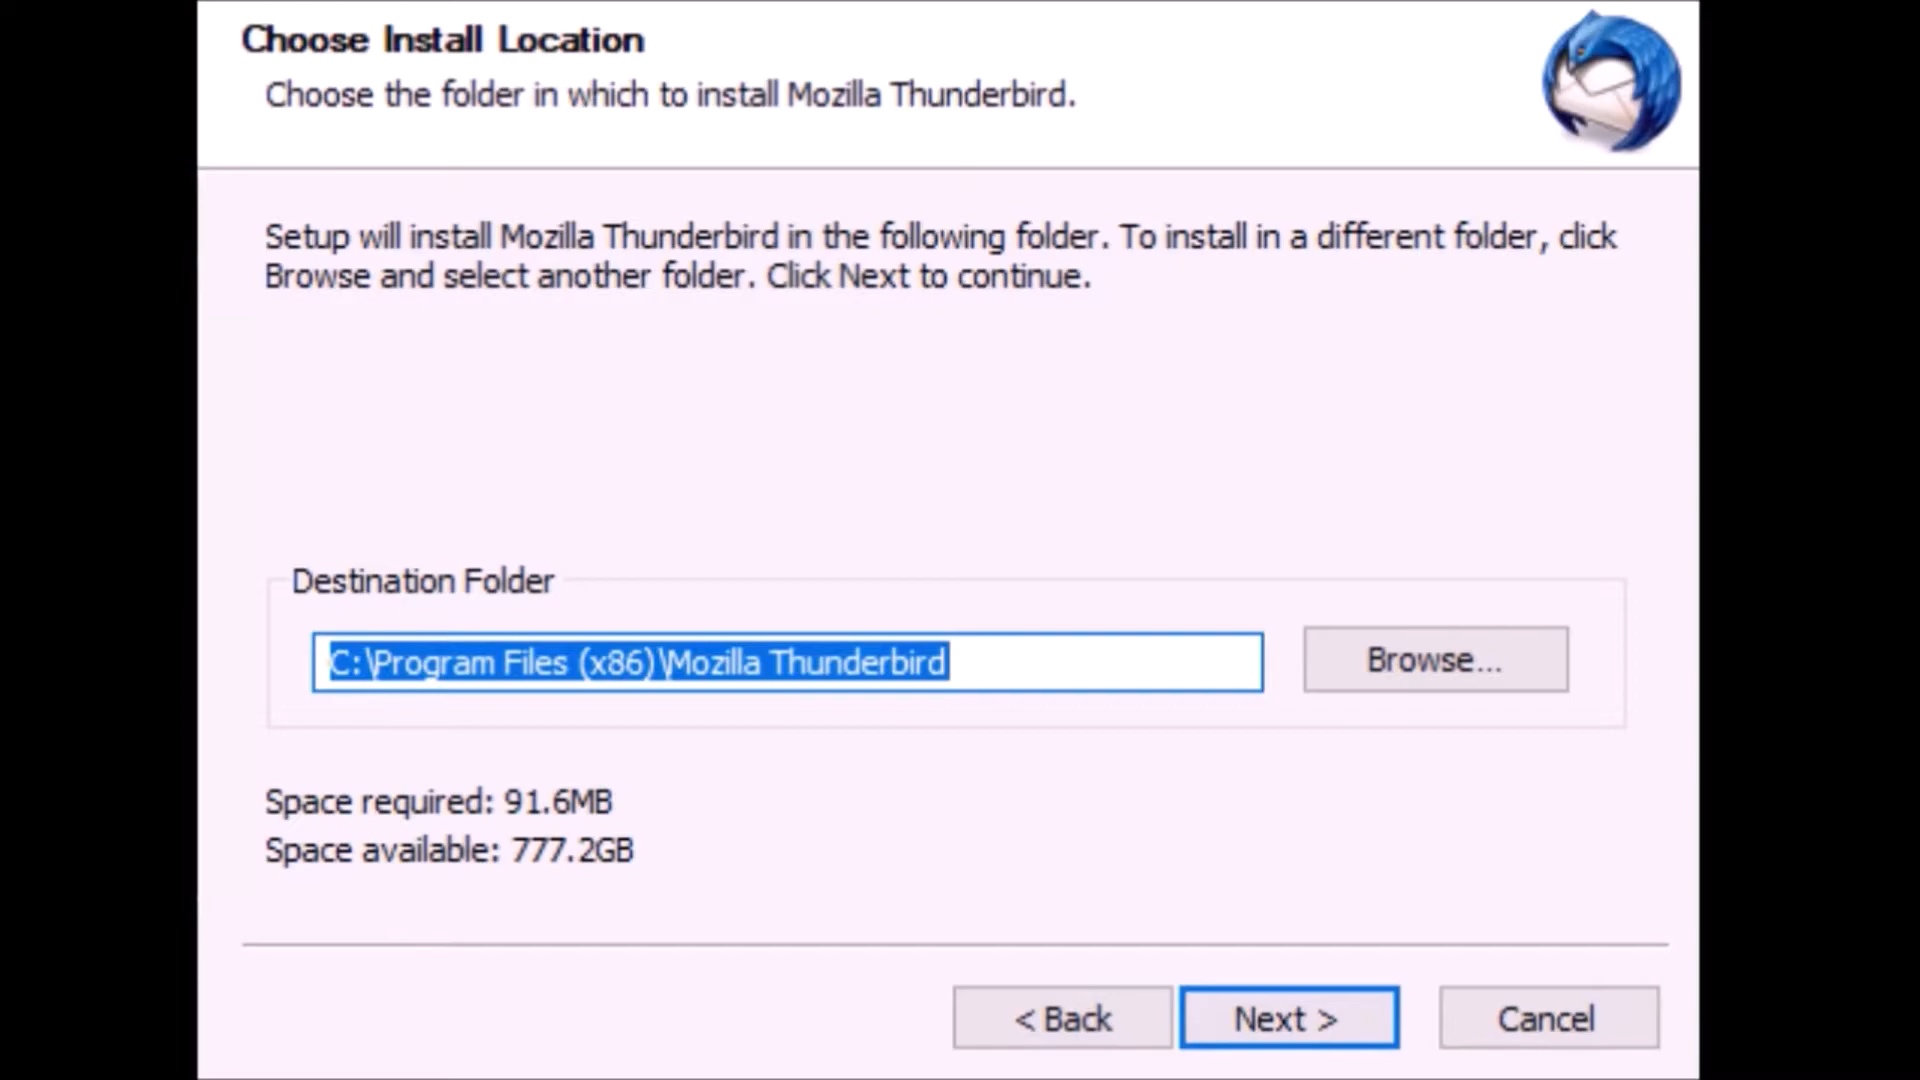 Choose Install Location
Choose the folder in which to install Mozilla Thunderbird.
Setup will install Mozilla Thunderbird in the following folder. To install in a different folder, click
Browse and select another folder. Click Next to continue.
Destination Folder
C:\Program Files (x86)\Mozilla Thunderbird
Browse...
Space required: 91.6MB
Space available: 777.2GB
< Back
Next >
Cancel